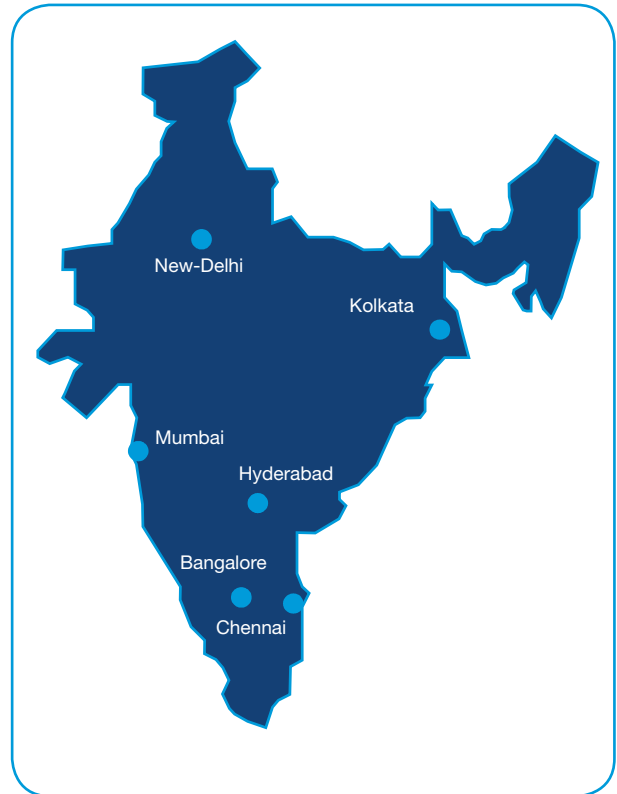 New-Delhi
Kolkata
Mumbai
Hyderabad
Bangalore
Chennai